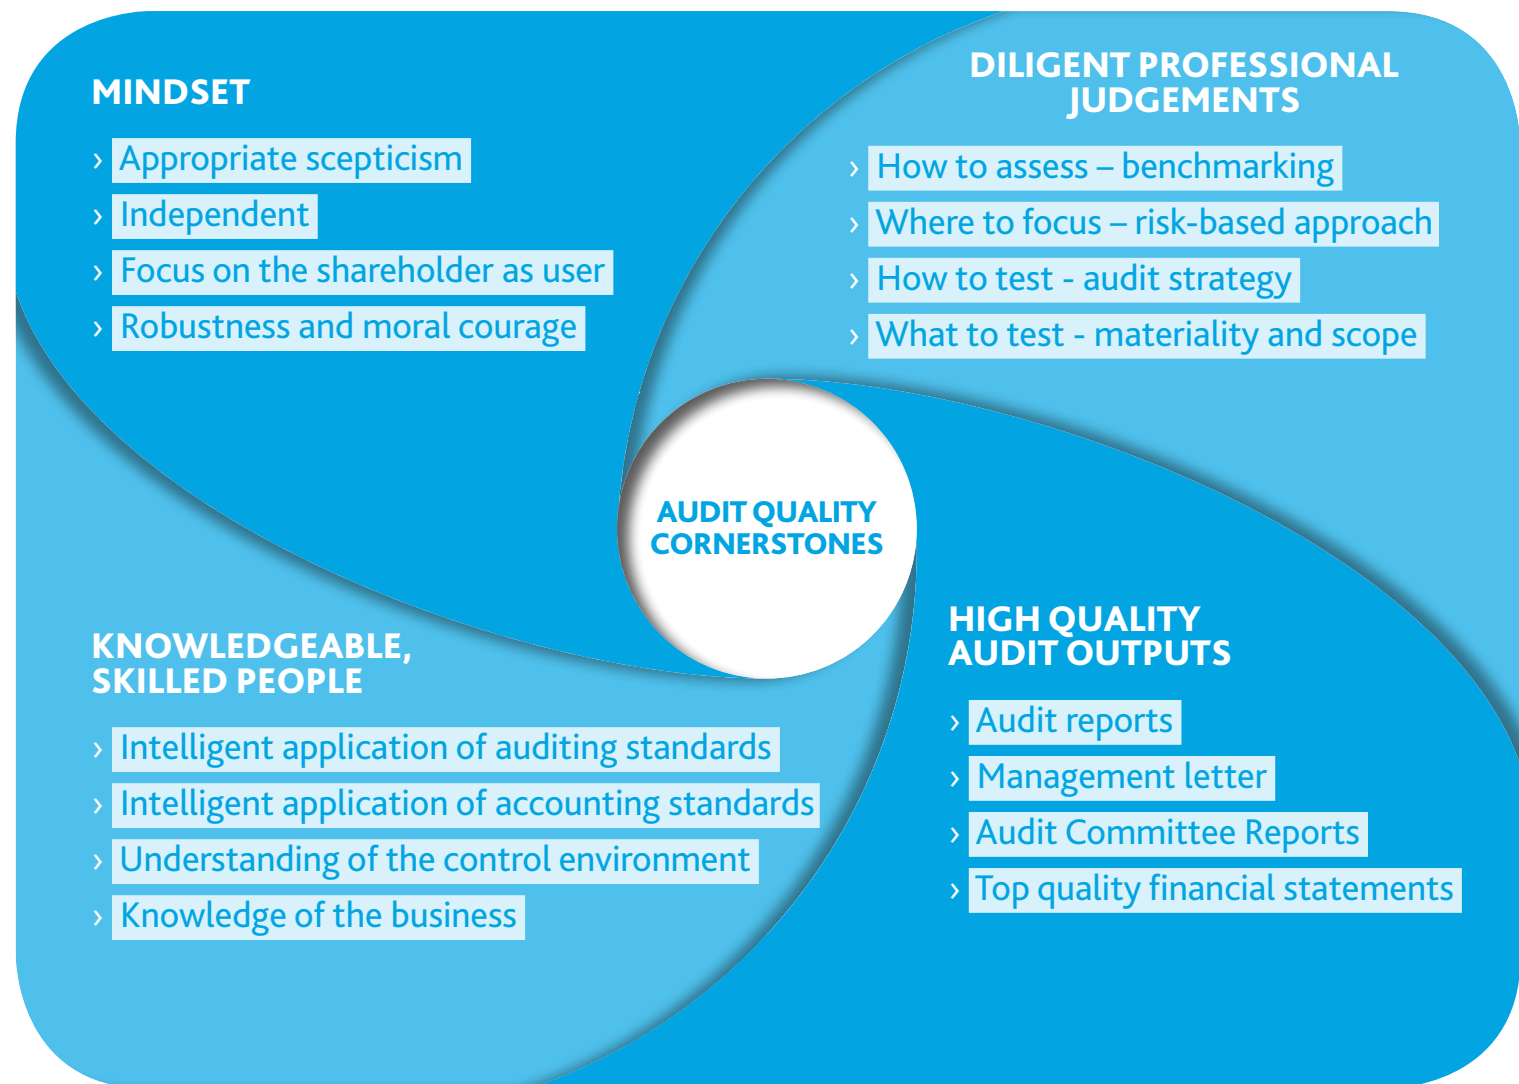 MINDSET
› Appropriate scepticism
› Independent
› Focus on the shareholder as user
› Robustness and moral courage
DILIGENT PROFESSIONAL
JUDGEMENTS
› How to assess – benchmarking
› Where to focus – risk-based approach
› How to test - audit strategy
› What to test - materiality and scope
AUDIT QUALITY
CORNERSTONES
KNOWLEDGEABLE,
SKILLED PEOPLE
› Intelligent application of auditing standards
› Intelligent application of accounting standards
› Understanding of the control environment
› Knowledge of the business
HIGH QUALITY
AUDIT OUTPUTS
› Audit reports
› Management letter
› Audit Committee Reports
› Top quality financial statements